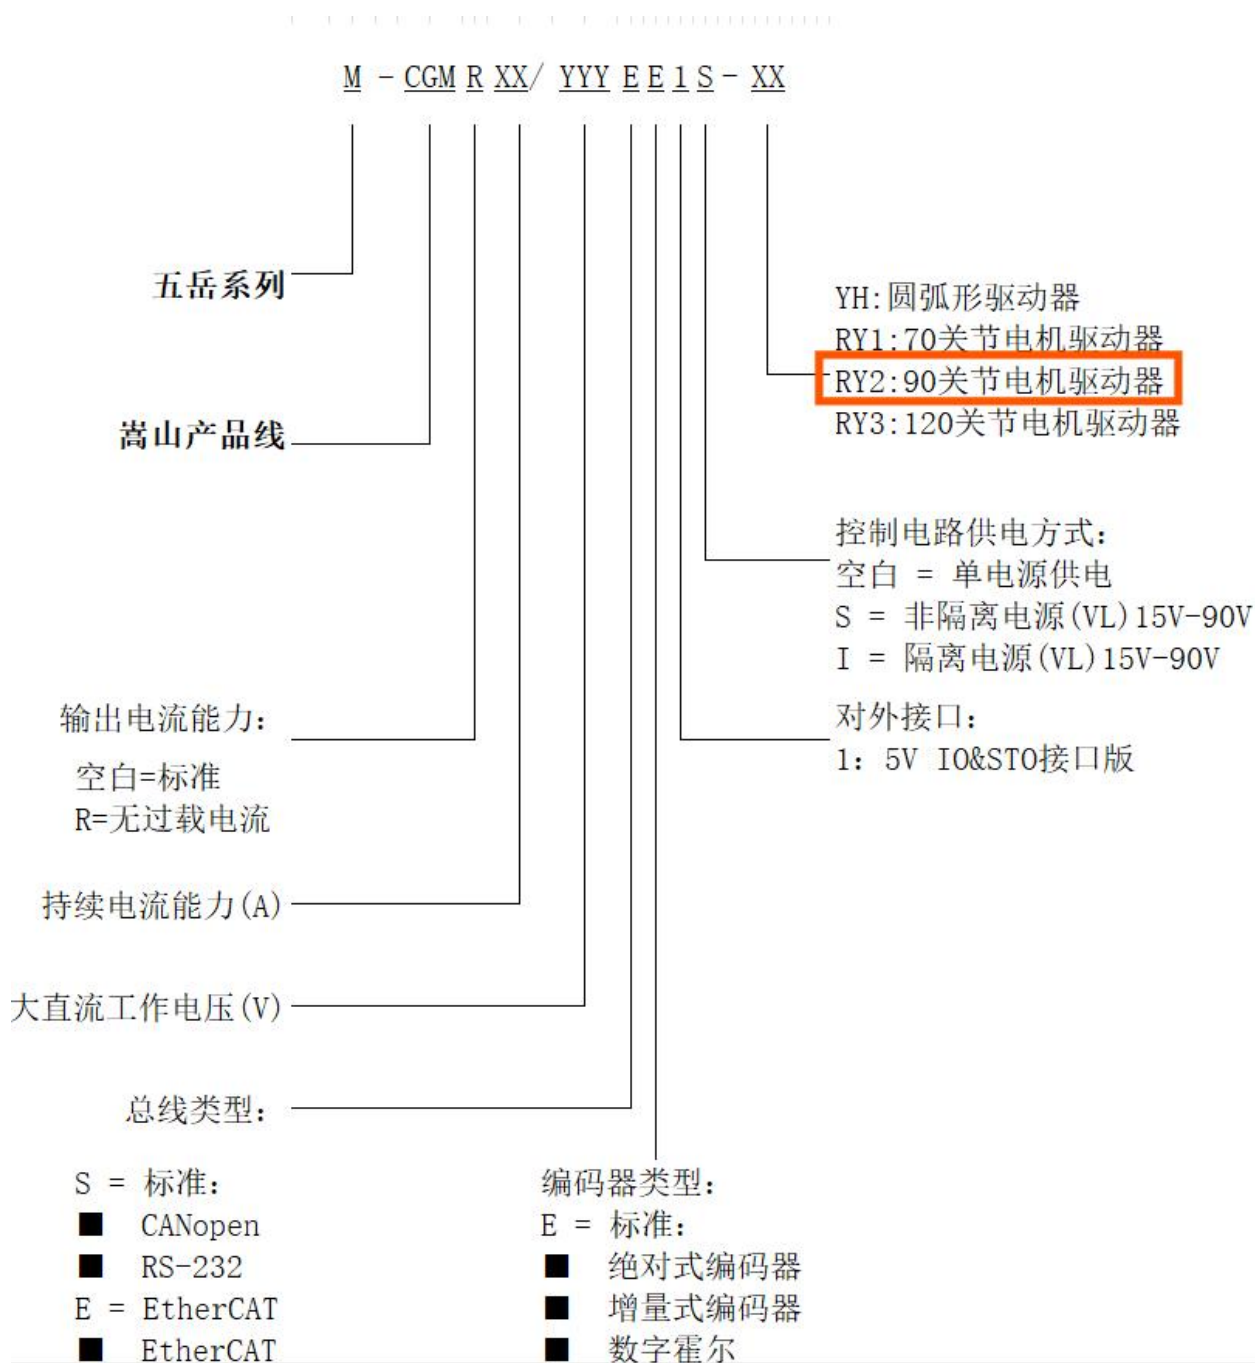 M - CGM R XX/ YYY E E 1 S - XX
五岳系列
YH:圆弧形驱动器
RY1:70关节电机驱动器
RY2:90关节电机驱动器
RY3:120关节电机驱动器
嵩山产品线
控制电路供电方式:
空白 = 单电源供电
S = 非隔离电源(VL)15V-90V
I = 隔离电源(VL)15V-90V
输出电流能力:
空白=标准
R=无过载电流
对外接口:
1: 5V IO&STO接口版
持续电流能力(A)
大直流工作电压(V)
总线类型:
S = 标准:
■ CANopen
■ RS-232
E = EtherCAT
■ EtherCAT
编码器类型:
E = 标准:
■ 绝对式编码器
■ 增量式编码器
■ 数字霍尔